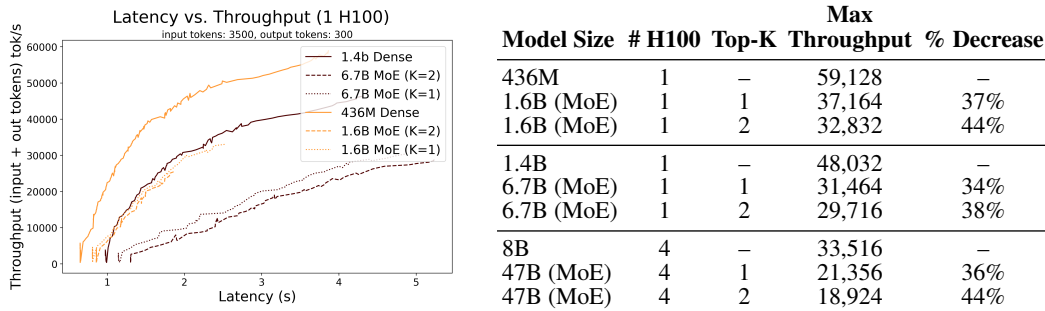 Latency vs. Throughput (1 H100)
input tokens: 3500, output tokens: 300
Throughput (input + out tokens) tok/s
60000
50000
40000
30000
20000
10000
0
1.4b Dense
6.7B MoE (K=2)
6.7B MoE (K=1)
436M Dense
1.6B MoE (K=2)
1.6B MoE (K=1)
1 2 3 4 5
Latency (s)
Max
Model Size # H100 Top-K Throughput % Decrease
436M 1 – 59,128 –
1.6B (MoE) 1 1 37,164 37%
1.6B (MoE) 1 2 32,832 44%
1.4B 1 – 48,032 –
6.7B (MoE) 1 1 31,464 34%
6.7B (MoE) 1 2 29,716 38%
8B 4 – 33,516 –
47B (MoE) 4 1 21,356 36%
47B (MoE) 4 2 18,924 44%